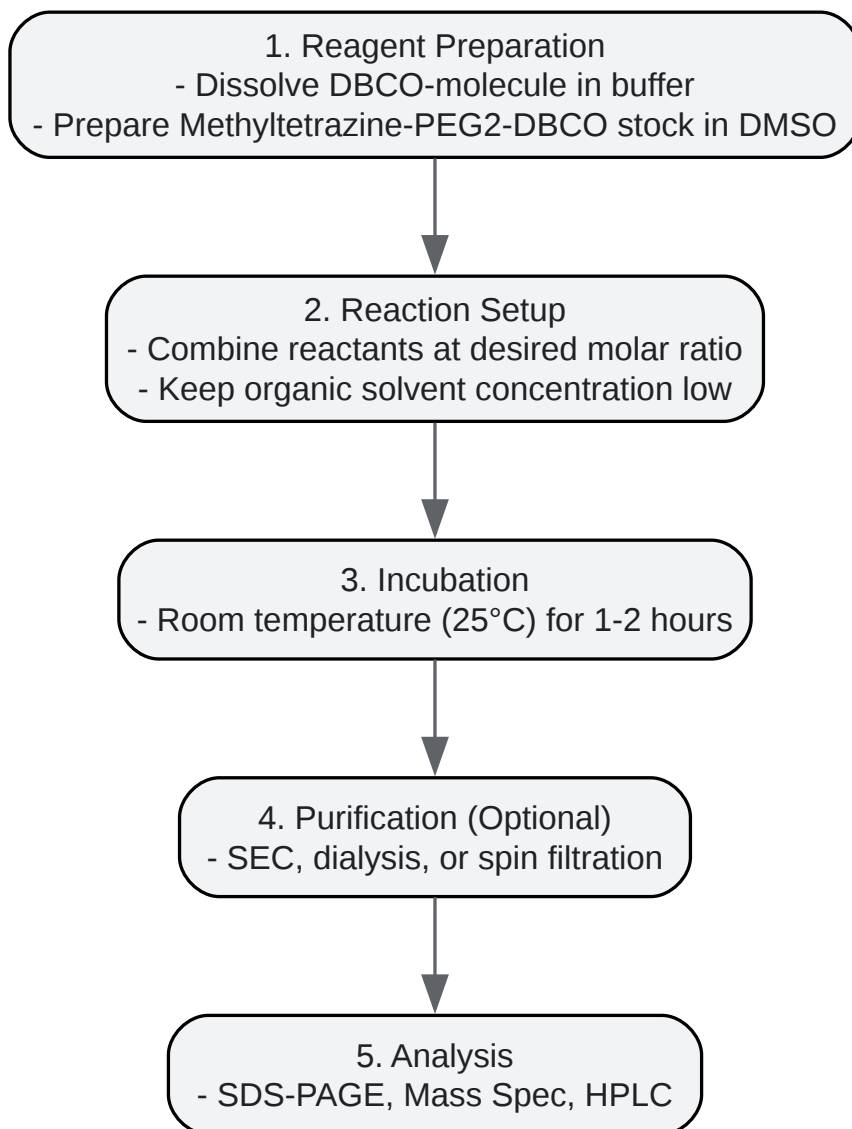 1. Reagent Preparation
- Dissolve DBCO-molecule in buffer
- Prepare Methyltetrazine-PEG2-DBCO stock in DMSO
2. Reaction Setup
- Combine reactants at desired molar ratio
- Keep organic solvent concentration low
3. Incubation
- Room temperature (25°C) for 1-2 hours
4. Purification (Optional)
- SEC, dialysis, or spin filtration
5. Analysis
- SDS-PAGE, Mass Spec, HPLC